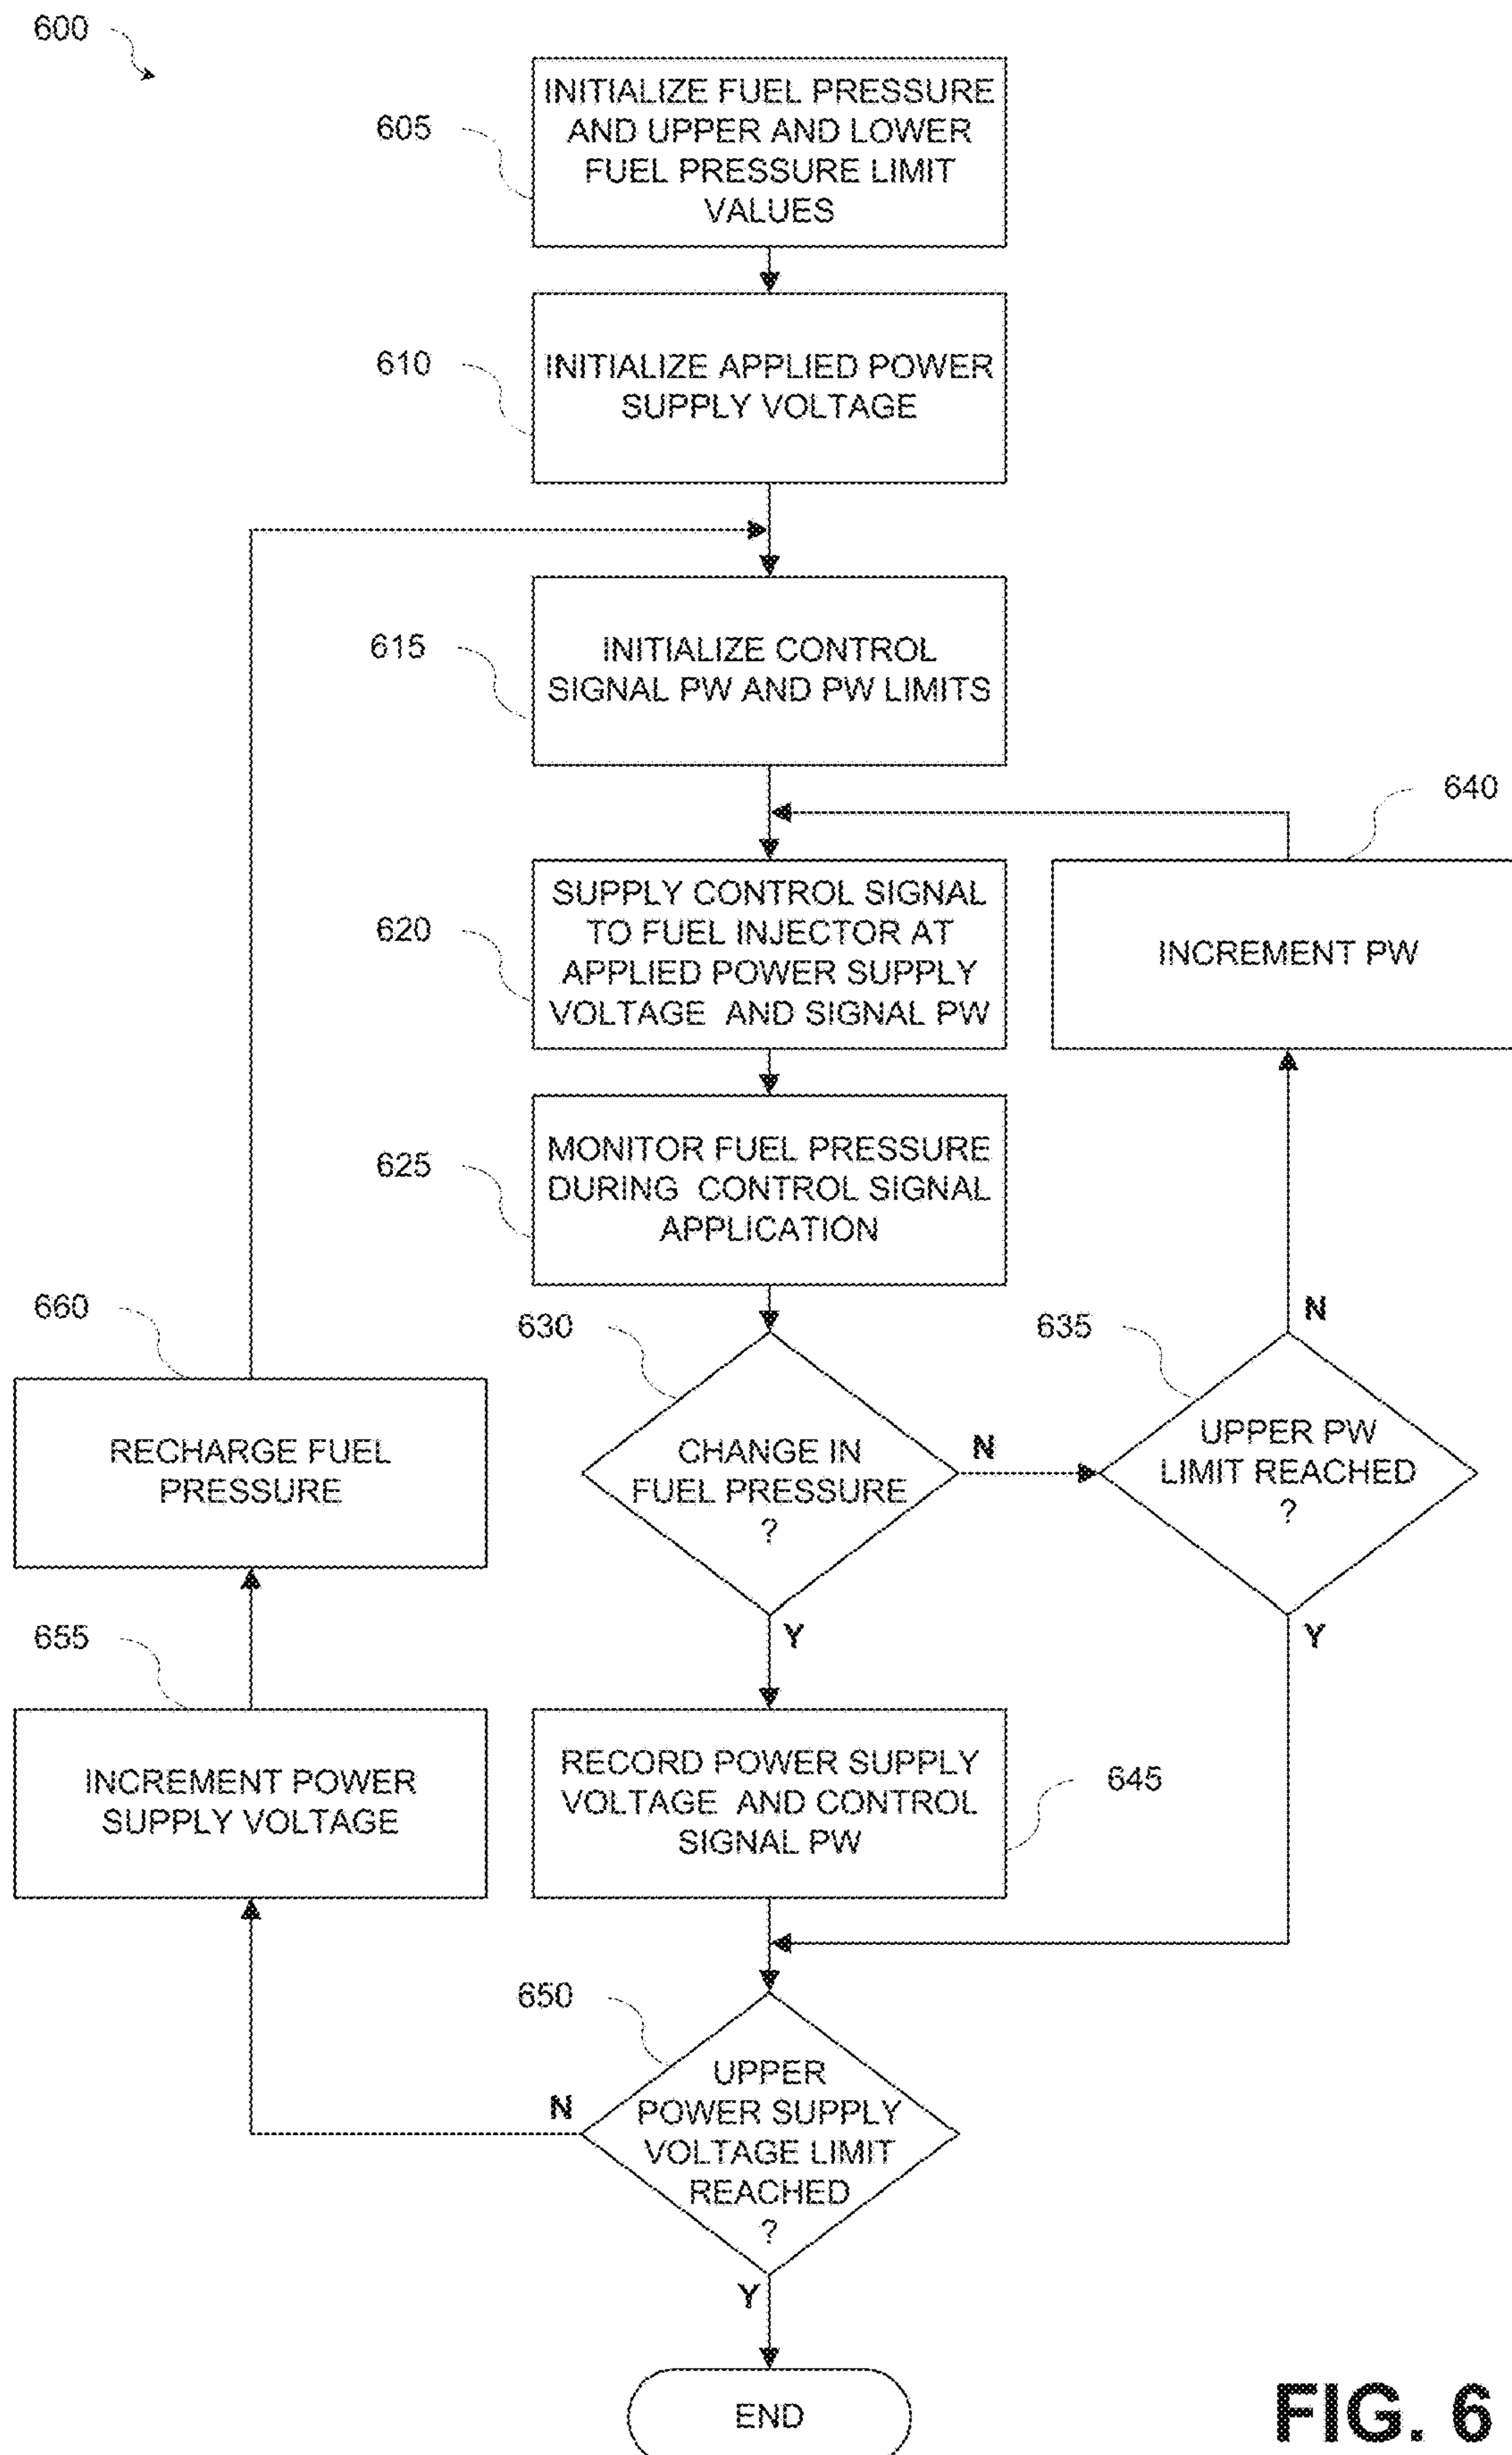 600
605
INITIALIZE FUEL PRESSURE
AND UPPER AND LOWER
FUEL PRESSURE LIMIT
VALUES
610
INITIALIZE APPLIED POWER
SUPPLY VOLTAGE
615
INITIALIZE CONTROL
SIGNAL PW AND PW LIMITS
620
SUPPLY CONTROL SIGNAL
TO FUEL INJECTOR AT
APPLIED POWER SUPPLY
VOLTAGE AND SIGNAL PW
640
INCREMENT PW
625
MONITOR FUEL PRESSURE
DURING CONTROL SIGNAL
APPLICATION
630
CHANGE IN
FUEL PRESSURE
?
N
Y
635
UPPER PW
LIMIT REACHED
?
N
Y
660
RECHARGE FUEL
PRESSURE
655
INCREMENT POWER
SUPPLY VOLTAGE
645
RECORD POWER SUPPLY
VOLTAGE AND CONTROL
SIGNAL PW
650
UPPER
POWER SUPPLY
VOLTAGE LIMIT
REACHED
?
N
Y
END
FIG. 6